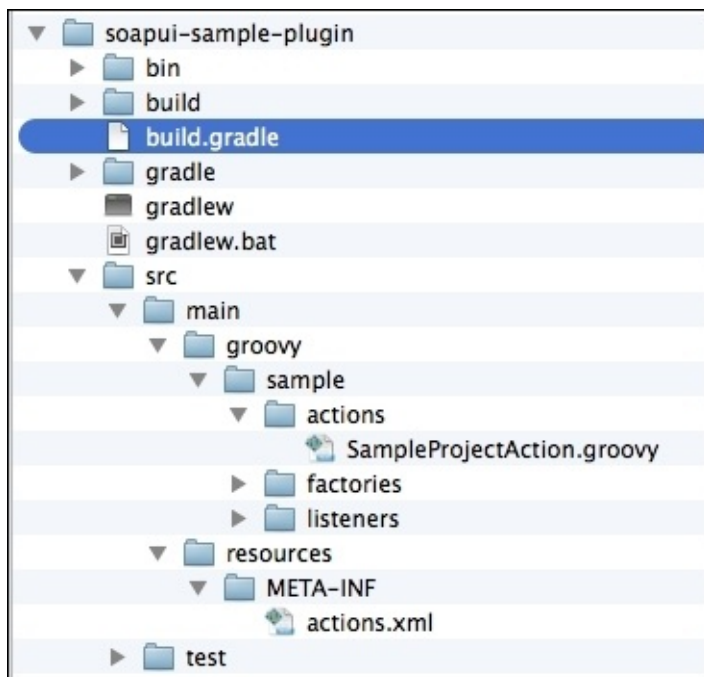 soapui-sample-plugin
bin
build
build.gradle
gradle
gradlew
gradlew.bat
src
main
groovy
sample
actions
SampleProjectAction.groovy
factories
listeners
resources
META-INF
actions.xml
test